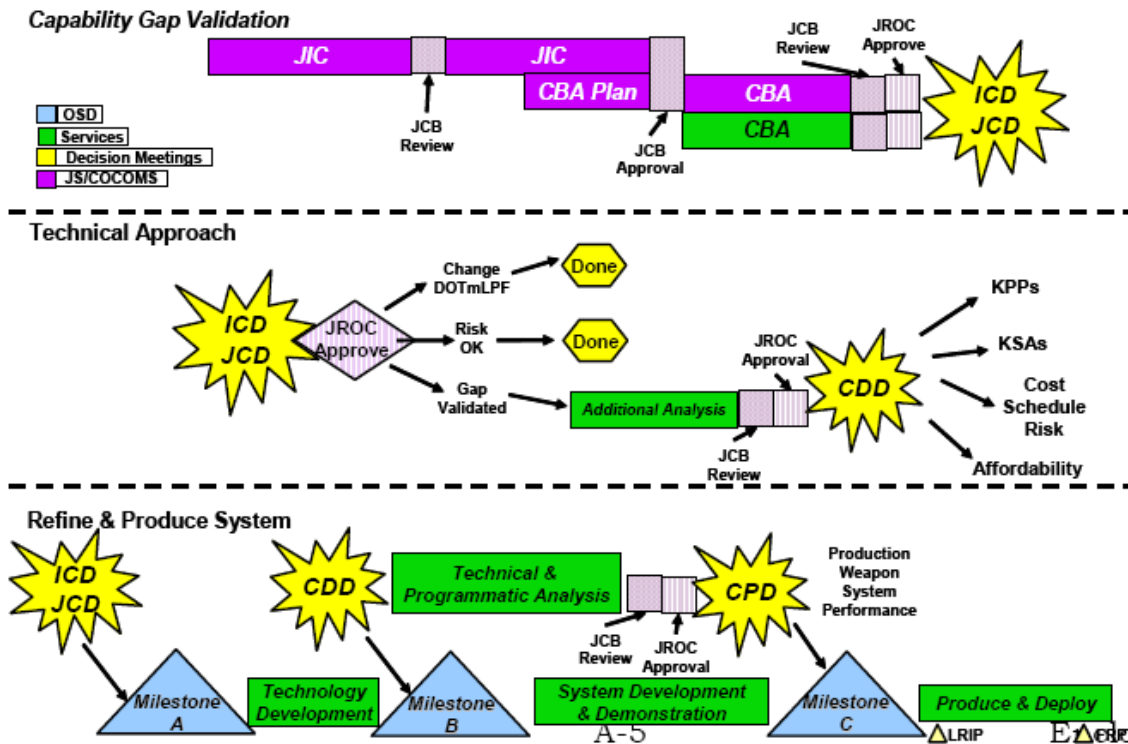 Capability Gap Validation
JIC
JIC
JCB
Review
JROC
Approve
CBA Plan
CBA
CBA
ICD
JCD
JCB
Review
JCB
Approval
OSD
Services
Decision Meetings
JS/COCOMS
Technical Approach
ICD
JCD
JROC
Approve
Change
DOTmLPF
Done
Risk
OK
Done
Gap
Validated
Additional Analysis
JCB
Review
JROC
Approval
CDD
KPPs
KSAs
Cost
Schedule
Risk
Affordability
Refine & Produce System
ICD
JCD
CDD
Technical &
Programmatic Analysis
JCB
Review
JROC
Approval
CPD
Production
Weapon
System
Performance
Milestone
A
Technology
Development
Milestone
B
System Development
& Demonstration
Milestone
C
Produce & Deploy
LRIP
A-5